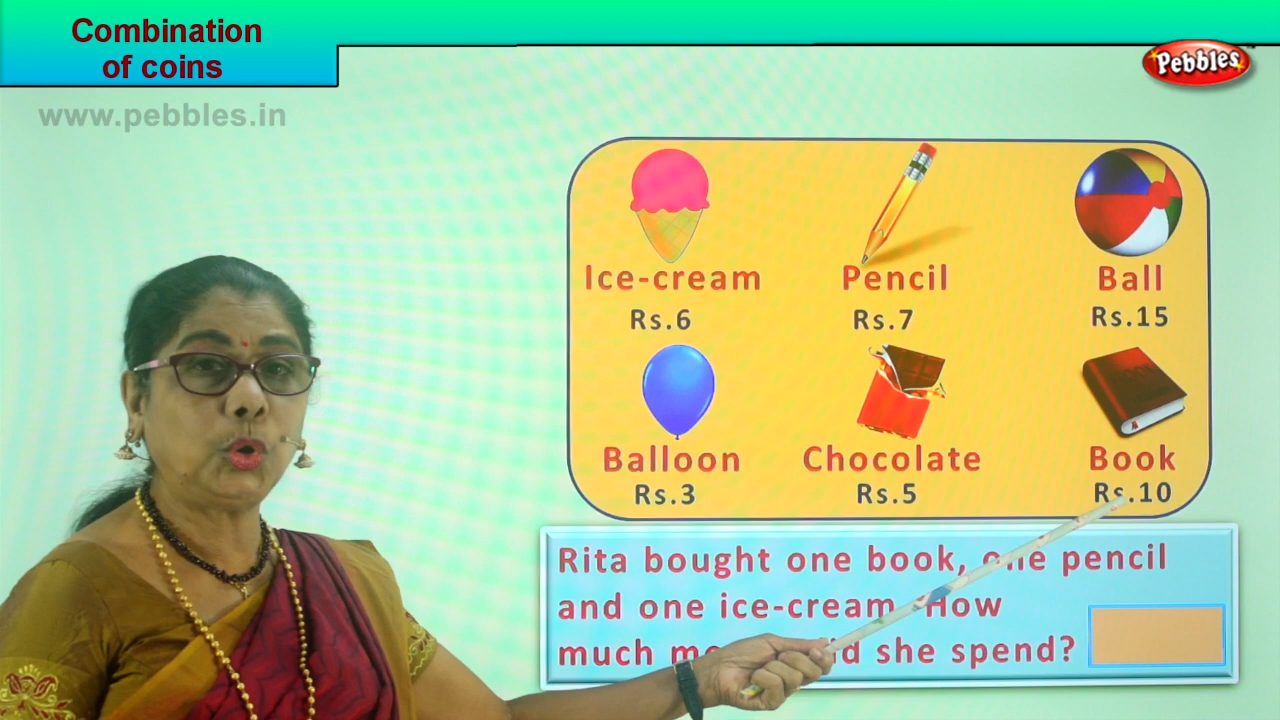 Combination
of coins
Pebbles
www.pebbles.in
Ice-cream Pencil Ball
Rs.6 Rs.7 Rs.15
Balloon Chocolate Book
Rs.3 Rs.5 Rs.10
Rita bought one book, one pencil
and one ice-cream. How
much she spend?